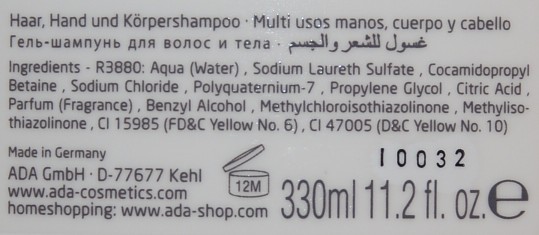 Haar, Hand und Körpershampoo · Multi usos manos, cuerpo y cabello
Гель-шампунь для волос и тела · غسول للشعر والجسم
Ingredients - R3880: Aqua (Water) , Sodium Laureth Sulfate , Cocamidopropyl
Betaine , Sodium Chloride , Polyquaternium-7 , Propylene Glycol , Citric Acid ,
Parfum (Fragrance) , Benzyl Alcohol , Methylchloroisothiazolinone , Methyliso-
thiazolinone , CI 15985 (FD&C Yellow No. 6) , CI 47005 (D&C Yellow No. 10)
Made in Germany
ADA GmbH · D-77677 Kehl
www.ada-cosmetics.com
homeshopping: www.ada-shop.com
12M
10032
330ml 11.2 fl. oz. e